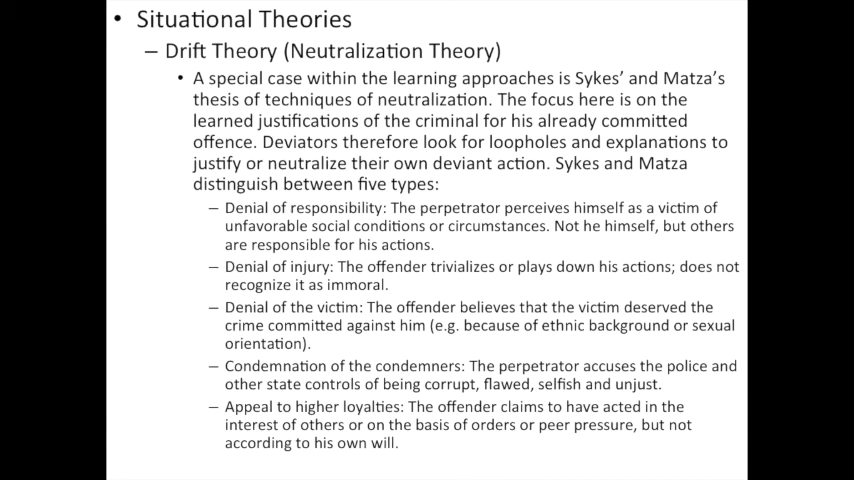 • Situational Theories
– Drift Theory (Neutralization Theory)
• A special case within the learning approaches is Sykes’ and Matza’s
thesis of techniques of neutralization. The focus here is on the
learned justifications of the criminal for his already committed
offence. Deviators therefore look for loopholes and explanations to
justify or neutralize their own deviant action. Sykes and Matza
distinguish between five types:
– Denial of responsibility: The perpetrator perceives himself as a victim of
unfavorable social conditions or circumstances. Not he himself, but others
are responsible for his actions.
– Denial of injury: The offender trivializes or plays down his actions; does not
recognize it as immoral.
– Denial of the victim: The offender believes that the victim deserved the
crime committed against him (e.g. because of ethnic background or sexual
orientation).
– Condemnation of the condemners: The perpetrator accuses the police and
other state controls of being corrupt, flawed, selfish and unjust.
– Appeal to higher loyalties: The offender claims to have acted in the
interest of others or on the basis of orders or peer pressure, but not
according to his own will.